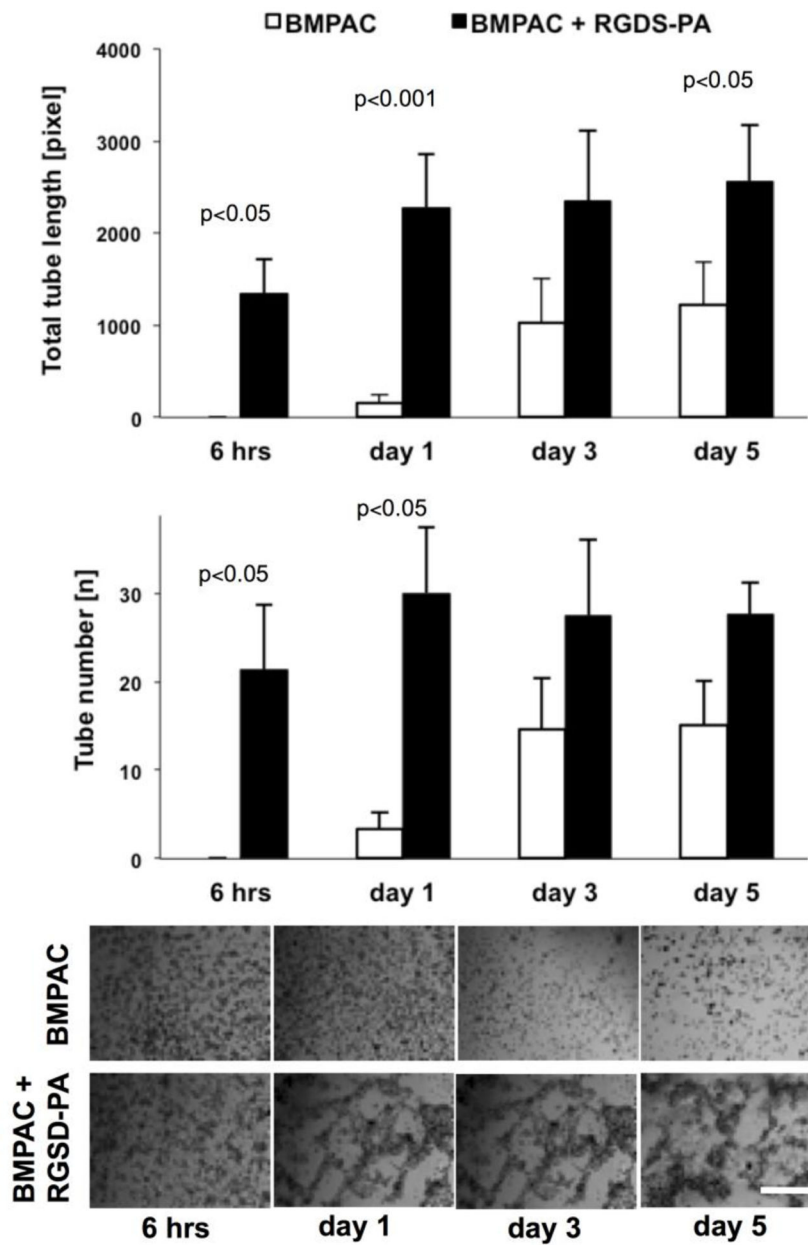 BMPAC BMPAC + RGDS-PA
Total tube length [pixel]
4000
3000
2000
1000
0
p<0.05
p<0.001
p<0.05
6 hrs day 1 day 3 day 5
Tube number [n]
30
20
10
0
p<0.05
p<0.05
6 hrs day 1 day 3 day 5
BMPAC
BMPAC +
RGSD-PA
6 hrs day 1 day 3 day 5